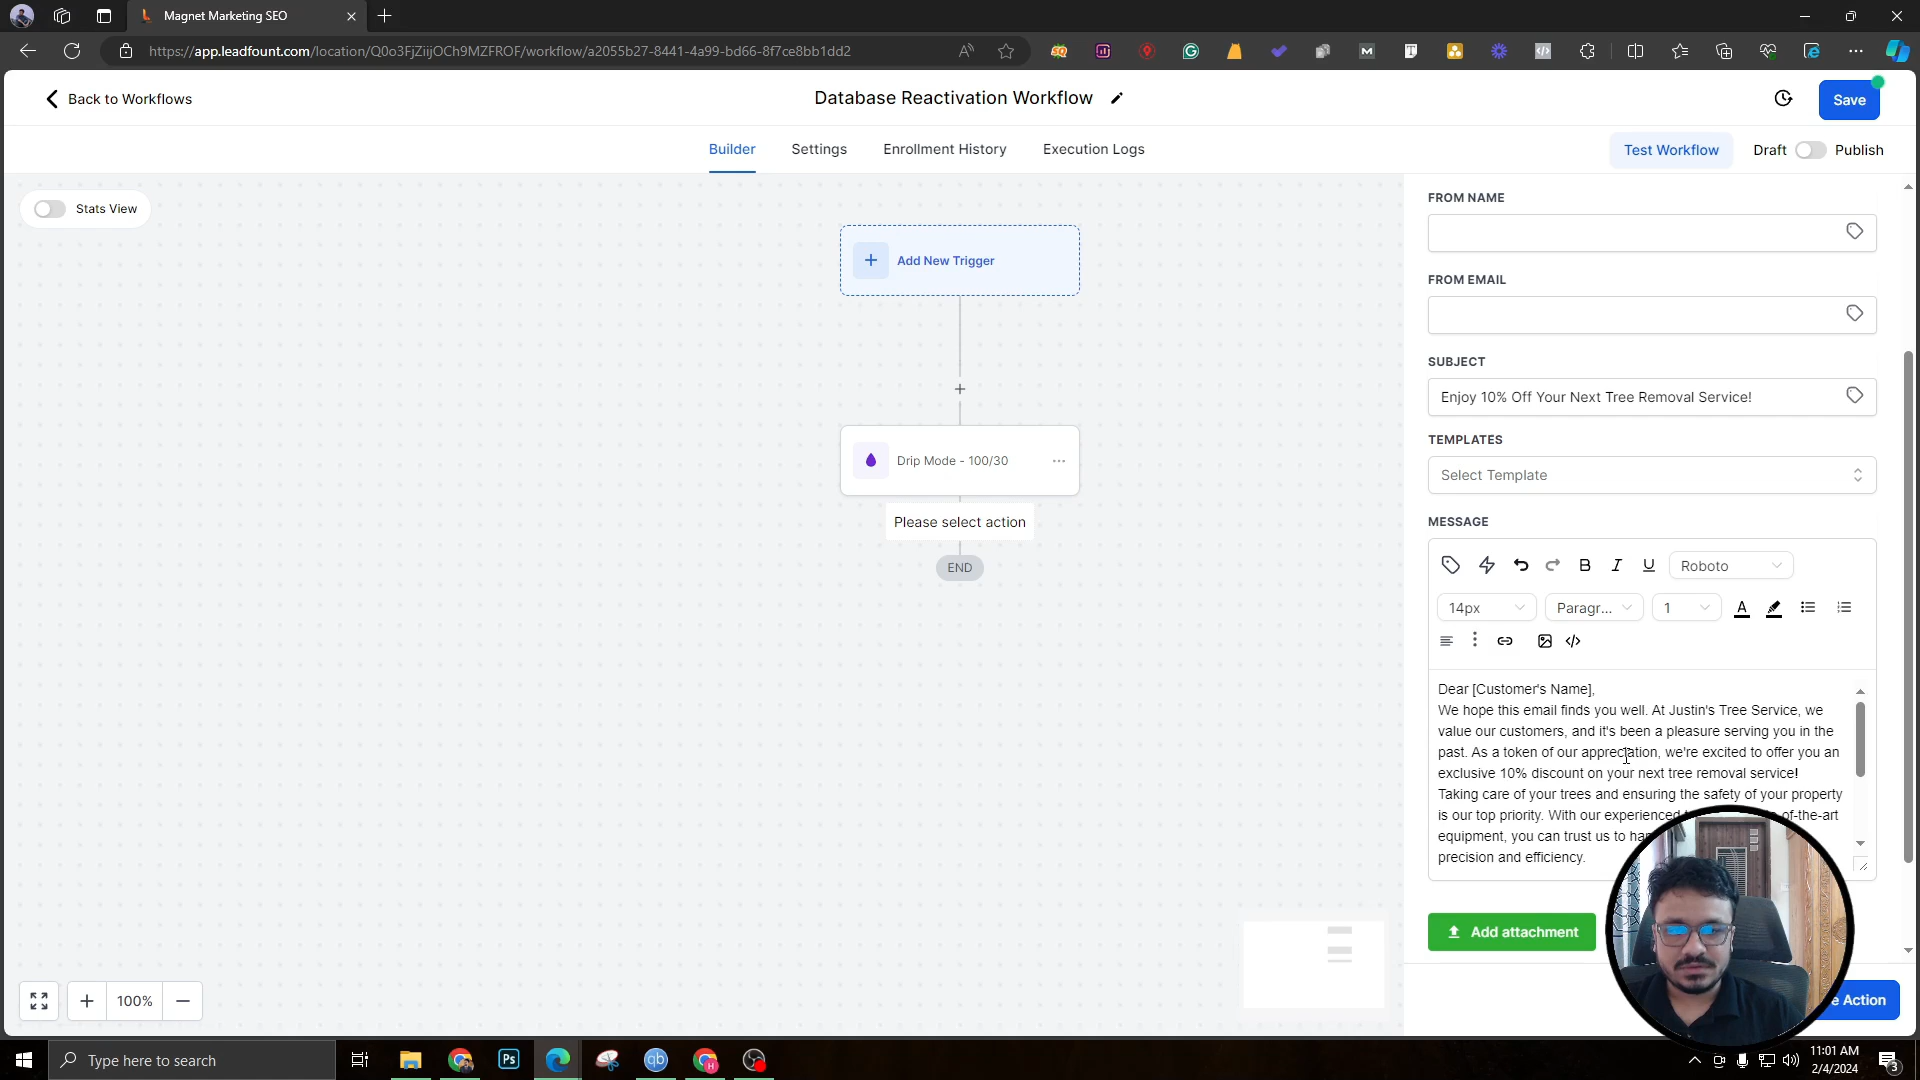 Magnet Marketing SEO
https://app.leadfount.com/location/Q0o3FjZiijOCh9MZFROF/workflow/a2055b27-8441-4a99-bd66-8f7ce8bb1dd2
Back to Workflows
Database Reactivation Workflow
Save
Builder
Settings
Enrollment History
Execution Logs
Test Workflow
Draft
Publish
Stats View
Add New Trigger
Drip Mode - 100/30
Please select action
END
100%
FROM NAME
FROM EMAIL
SUBJECT
Enjoy 10% Off Your Next Tree Removal Service!
TEMPLATES
Select Template
MESSAGE
B I U Roboto
14px Paragr... 1 A
Dear [Customer's Name],
We hope this email finds you well. At Justin's Tree Service, we
value our customers, and it's been a pleasure serving you in the
past. As a token of our appreciation, we're excited to offer you an
exclusive 10% discount on your next tree removal service!
Taking care of your trees and ensuring the safety of your property
is our top priority. With our experienced of-the-art
equipment, you can trust us to
precision and efficiency.
Add attachment
Action
Type here to search
Ps
qb
11:01 AM
2/4/2024
3